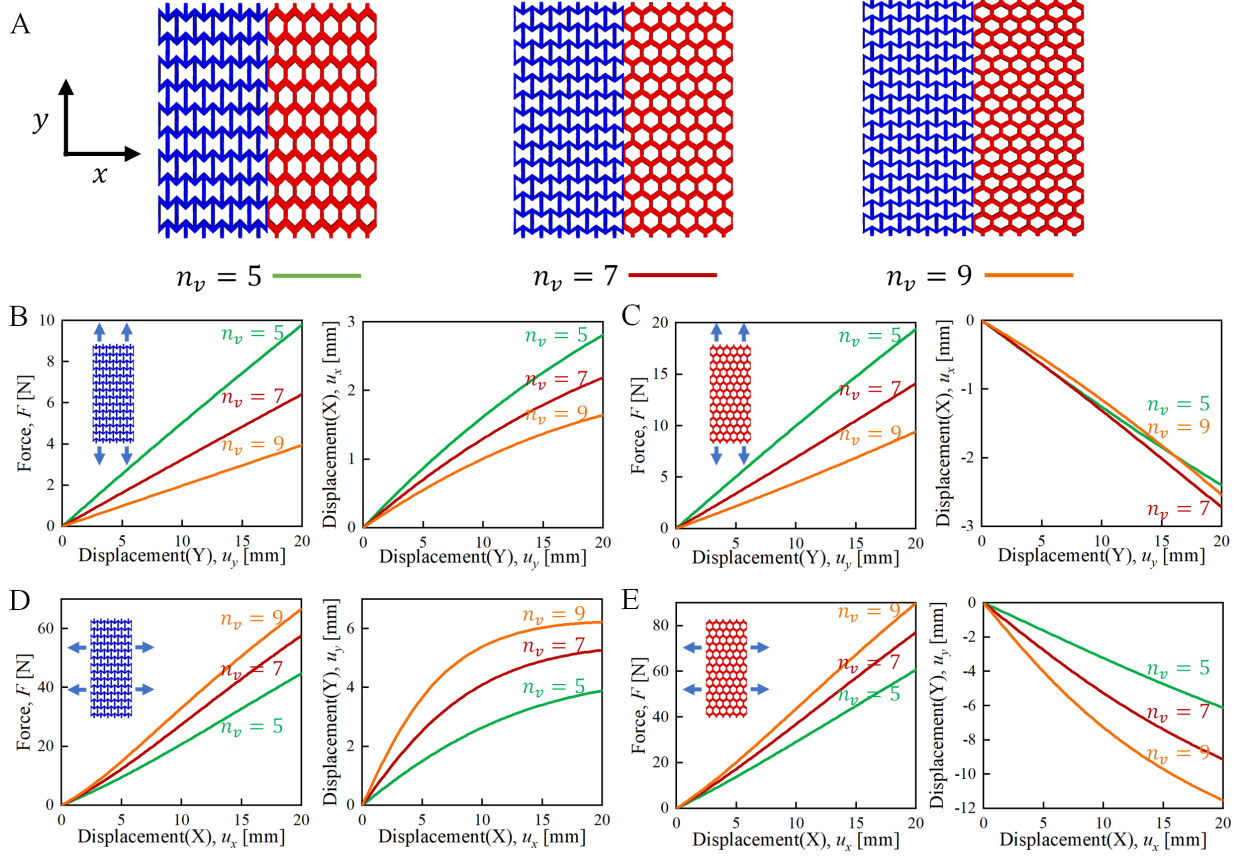 A
y
x
n_v = 5
n_v = 7
n_v = 9
B
Force, F [N]
10
8
6
4
2
0
n_v = 5
n_v = 7
n_v = 9
0 5 10 15 20
Displacement(Y), u_y [mm]
Displacement(X), u_x [mm]
3
2
1
0
n_v = 5
n_v = 7
n_v = 9
0 5 10 15 20
Displacement(Y), u_y [mm]
C
Force, F [N]
20
15
10
5
0
n_v = 5
n_v = 7
n_v = 9
0 5 10 15 20
Displacement(Y), u_y [mm]
Displacement(X), u_x [mm]
0
-1
-2
-3
n_v = 5
n_v = 9
n_v = 7
0 5 10 15 20
Displacement(Y), u_y [mm]
D
Force, F [N]
60
40
20
0
n_v = 9
n_v = 7
n_v = 5
0 5 10 15 20
Displacement(X), u_x [mm]
Displacement(Y), u_y [mm]
6
4
2
0
n_v = 9
n_v = 7
n_v = 5
0 5 10 15 20
Displacement(X), u_x [mm]
E
Force, F [N]
80
60
40
20
0
n_v = 9
n_v = 7
n_v = 5
0 5 10 15 20
Displacement(X), u_x [mm]
Displacement(Y), u_y [mm]
0
-2
-4
-6
-8
-10
-12
n_v = 5
n_v = 7
n_v = 9
0 5 10 15 20
Displacement(X), u_x [mm]